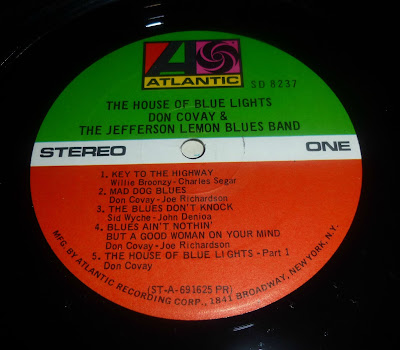 ATLANTIC
SD 8237
THE HOUSE OF BLUE LIGHTS
DON COVAY &
THE JEFFERSON LEMON BLUES BAND
STEREO ONE
1. KEY TO THE HIGHWAY
Willie Broonzy-Charles Segar
2. MAD DOG BLUES
Don Covay-Joe Richardson
3. THE BLUES DON'T KNOCK
Sid Wyche-John Denioa
4. BLUES AIN'T NOTHIN'
BUT A GOOD WOMAN ON YOUR MIND
Don Covay-Joe Richardson
5. THE HOUSE OF BLUE LIGHTS - Part 1
Don Covay
(ST-A-691625 PR)
MFG. BY ATLANTIC RECORDING CORP., 1841 BROADWAY, NEW YORK, N.Y.